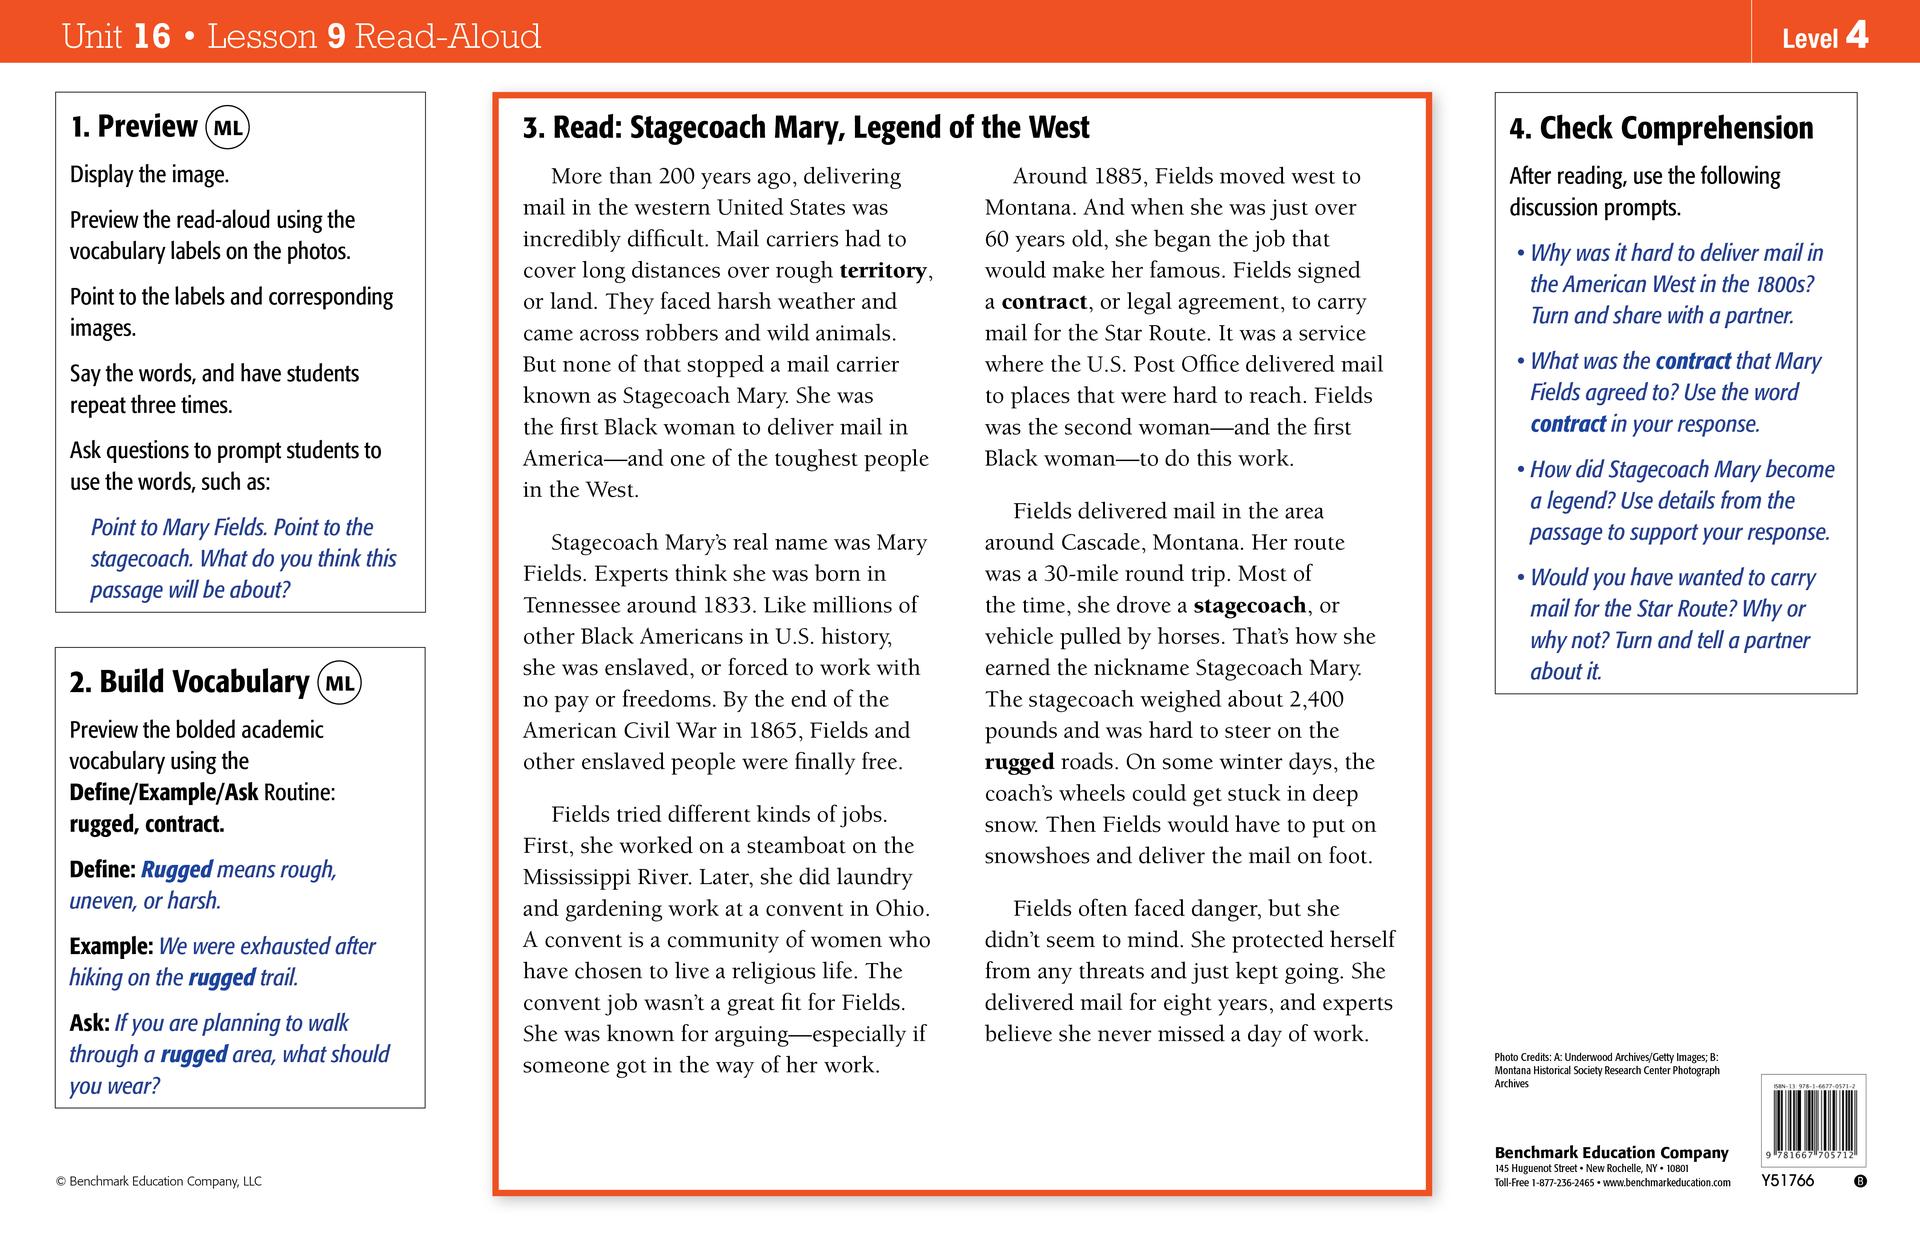 Unit 16 • Lesson 9 Read-Aloud
Level 4
1. Preview ML
Display the image.
Preview the read-aloud using the
vocabulary labels on the photos.
Point to the labels and corresponding
images.
Say the words, and have students
repeat three times.
Ask questions to prompt students to
use the words, such as:
Point to Mary Fields. Point to the
stagecoach. What do you think this
passage will be about?
2. Build Vocabulary ML
Preview the bolded academic
vocabulary using the
Define/Example/Ask Routine:
rugged, contract.
Define: Rugged means rough,
uneven, or harsh.
Example: We were exhausted after
hiking on the rugged trail.
Ask: If you are planning to walk
through a rugged area, what should
you wear?
© Benchmark Education Company, LLC
3. Read: Stagecoach Mary, Legend of the West
More than 200 years ago, delivering
mail in the western United States was
incredibly difficult. Mail carriers had to
cover long distances over rough territory,
or land. They faced harsh weather and
came across robbers and wild animals.
But none of that stopped a mail carrier
known as Stagecoach Mary. She was
the first Black woman to deliver mail in
America—and one of the toughest people
in the West.
Stagecoach Mary's real name was Mary
Fields. Experts think she was born in
Tennessee around 1833. Like millions of
other Black Americans in U.S. history,
she was enslaved, or forced to work with
no pay or freedoms. By the end of the
American Civil War in 1865, Fields and
other enslaved people were finally free.
Fields tried different kinds of jobs.
First, she worked on a steamboat on the
Mississippi River. Later, she did laundry
and gardening work at a convent in Ohio.
A convent is a community of women who
have chosen to live a religious life. The
convent job wasn't a great fit for Fields.
She was known for arguing—especially if
someone got in the way of her work.
Around 1885, Fields moved west to
Montana. And when she was just over
60 years old, she began the job that
would make her famous. Fields signed
a contract, or legal agreement, to carry
mail for the Star Route. It was a service
where the U.S. Post Office delivered mail
to places that were hard to reach. Fields
was the second woman—and the first
Black woman—to do this work.
Fields delivered mail in the area
around Cascade, Montana. Her route
was a 30-mile round trip. Most of
the time, she drove a stagecoach, or
vehicle pulled by horses. That's how she
earned the nickname Stagecoach Mary.
The stagecoach weighed about 2,400
pounds and was hard to steer on the
rugged roads. On some winter days, the
coach's wheels could get stuck in deep
snow. Then Fields would have to put on
snowshoes and deliver the mail on foot.
Fields often faced danger, but she
didn't seem to mind. She protected herself
from any threats and just kept going. She
delivered mail for eight years, and experts
believe she never missed a day of work.
4. Check Comprehension
After reading, use the following
discussion prompts.
• Why was it hard to deliver mail in
the American West in the 1800s?
Turn and share with a partner.
• What was the contract that Mary
Fields agreed to? Use the word
contract in your response.
• How did Stagecoach Mary become
a legend? Use details from the
passage to support your response.
• Would you have wanted to carry
mail for the Star Route? Why or
why not? Turn and tell a partner
about it.
Photo Credits: A: Underwood Archives/Getty Images; B:
Montana Historical Society Research Center Photograph
Archives
Benchmark Education Company
145 Huguenot Street • New Rochelle, NY • 10801
Toll-Free 1-877-236-2465 • www.benchmarkeducation.com
ISBN-13: 978-1-6677-0571-2
9 781667 705712
Y51766
B